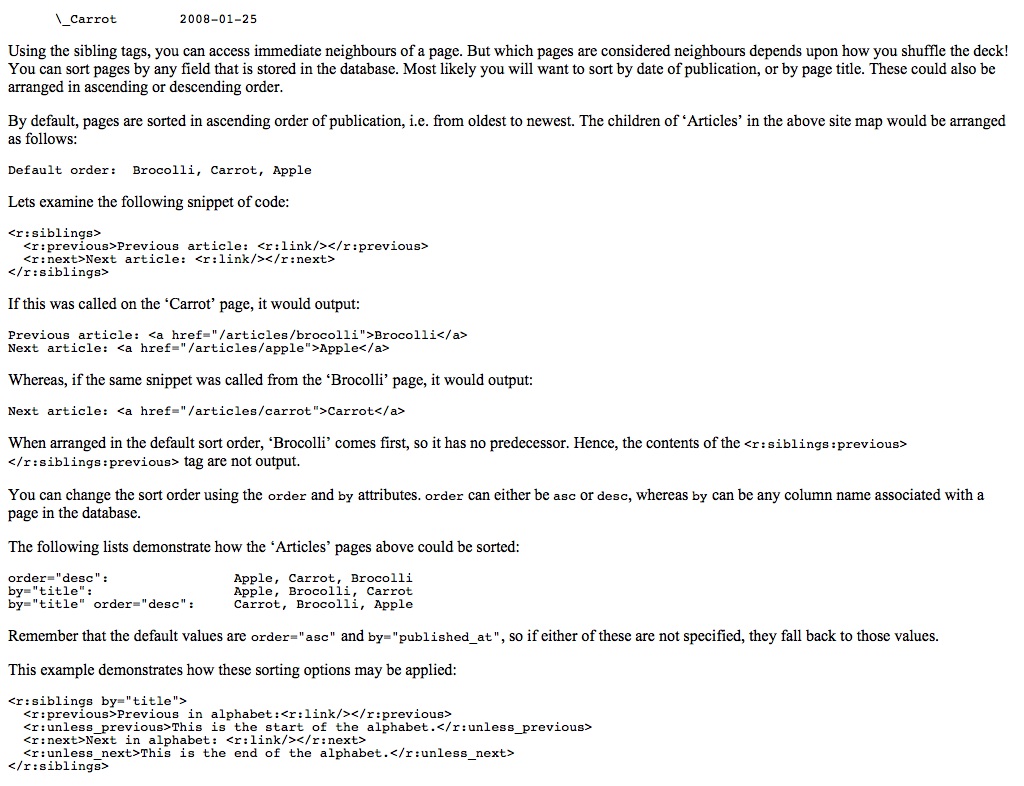 \_Carrot        2008-01-25
Using the sibling tags, you can access immediate neighbours of a page. But which pages are considered neighbours depends upon how you shuffle the deck!
You can sort pages by any field that is stored in the database. Most likely you will want to sort by date of publication, or by page title. These could also be
arranged in ascending or descending order.
By default, pages are sorted in ascending order of publication, i.e. from oldest to newest. The children of ‘Articles’ in the above site map would be arranged
as follows:
Default order:  Brocolli, Carrot, Apple
Lets examine the following snippet of code:
<r:siblings>
  <r:previous>Previous article: <r:link/></r:previous>
  <r:next>Next article: <r:link/></r:next>
</r:siblings>
If this was called on the ‘Carrot’ page, it would output:
Previous article: <a href="/articles/brocolli">Brocolli</a>
Next article: <a href="/articles/apple">Apple</a>
Whereas, if the same snippet was called from the ‘Brocolli’ page, it would output:
Next article: <a href="/articles/carrot">Carrot</a>
When arranged in the default sort order, ‘Brocolli’ comes first, so it has no predecessor. Hence, the contents of the <r:siblings:previous>
</r:siblings:previous> tag are not output.
You can change the sort order using the order and by attributes. order can either be asc or desc, whereas by can be any column name associated with a
page in the database.
The following lists demonstrate how the ‘Articles’ pages above could be sorted:
order="desc":                Apple, Carrot, Brocolli
by="title":                  Apple, Brocolli, Carrot
by="title" order="desc":     Carrot, Brocolli, Apple
Remember that the default values are order="asc" and by="published_at", so if either of these are not specified, they fall back to those values.
This example demonstrates how these sorting options may be applied:
<r:siblings by="title">
  <r:previous>Previous in alphabet:<r:link/></r:previous>
  <r:unless_previous>This is the start of the alphabet.</r:unless_previous>
  <r:next>Next in alphabet: <r:link/></r:next>
  <r:unless_next>This is the end of the alphabet.</r:unless_next>
</r:siblings>